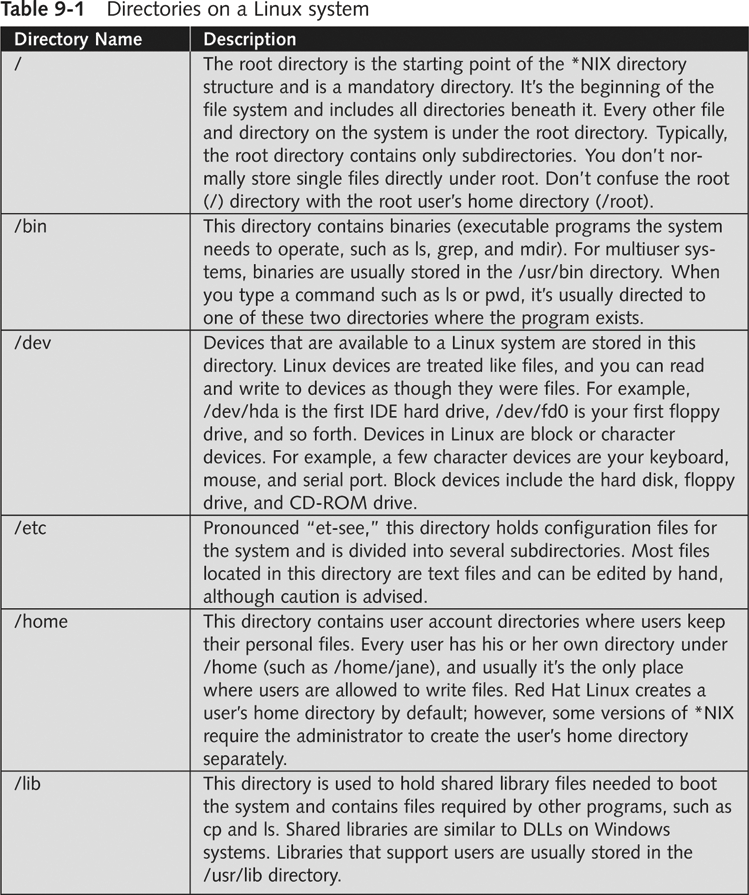 Table 9-1 Directories on a Linux system
Directory Name Description
/ The root directory is the starting point of the *NIX directory
structure and is a mandatory directory. It's the beginning of the
file system and includes all directories beneath it. Every other file
and directory on the system is under the root directory. Typically,
the root directory contains only subdirectories. You don't nor-
mally store single files directly under root. Don't confuse the root
(/) directory with the root user's home directory (/root).
/bin This directory contains binaries (executable programs the system
needs to operate, such as ls, grep, and mdir). For multiuser sys-
tems, binaries are usually stored in the /usr/bin directory. When
you type a command such as ls or pwd, it's usually directed to
one of these two directories where the program exists.
/dev Devices that are available to a Linux system are stored in this
directory. Linux devices are treated like files, and you can read
and write to devices as though they were files. For example,
/dev/hda is the first IDE hard drive, /dev/fd0 is your first floppy
drive, and so forth. Devices in Linux are block or character
devices. For example, a few character devices are your keyboard,
mouse, and serial port. Block devices include the hard disk, floppy
drive, and CD-ROM drive.
/etc Pronounced “et-see,” this directory holds configuration files for
the system and is divided into several subdirectories. Most files
located in this directory are text files and can be edited by hand,
although caution is advised.
/home This directory contains user account directories where users keep
their personal files. Every user has his or her own directory under
/home (such as /home/jane), and usually it's the only place
where users are allowed to write files. Red Hat Linux creates a
user's home directory by default; however, some versions of *NIX
require the administrator to create the user's home directory
separately.
/lib This directory is used to hold shared library files needed to boot
the system and contains files required by other programs, such as
cp and ls. Shared libraries are similar to DLLs on Windows
systems. Libraries that support users are usually stored in the
/usr/lib directory.